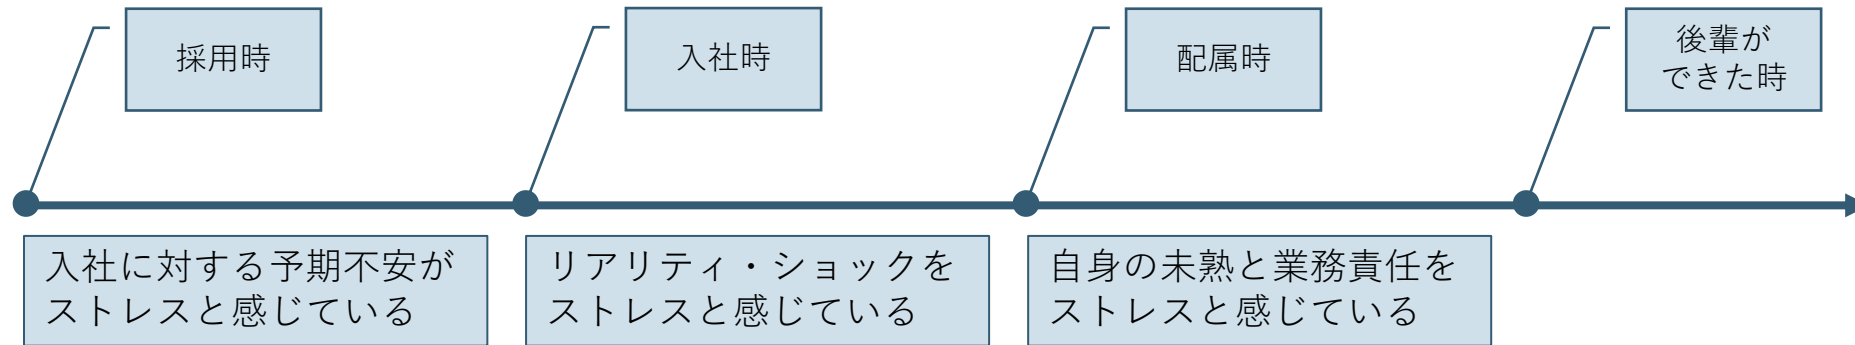 採用時
入社時
配属時
後輩が
できた時
入社に対する予期不安が
ストレスと感じている
リアリティ・ショックを
ストレスと感じている
自身の未熟と業務責任を
ストレスと感じている